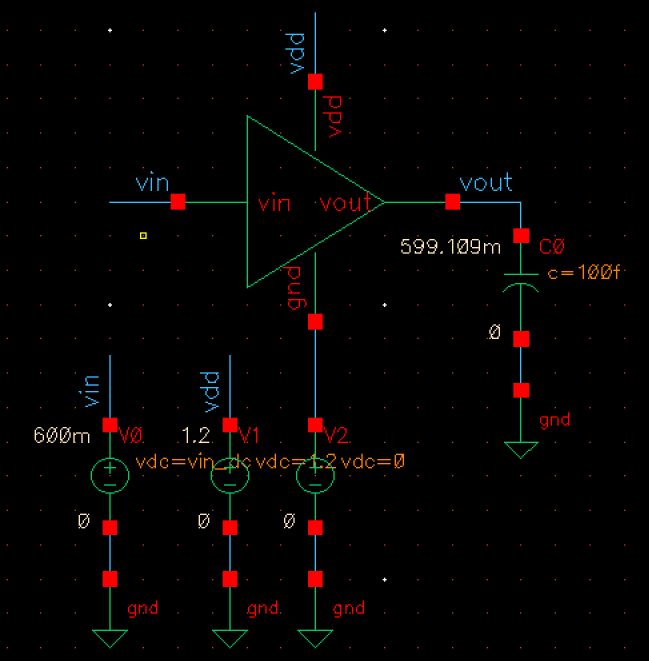 vdd
vdd
vin
vin
vout
vout
gnd
599.109m
C0
c=100f
0
gnd
vin
vdd
600m
V0
1.2
V1
V2
vdc=vin_dc
vdc=1.2
vdc=0
0
0
0
gnd
gnd
gnd